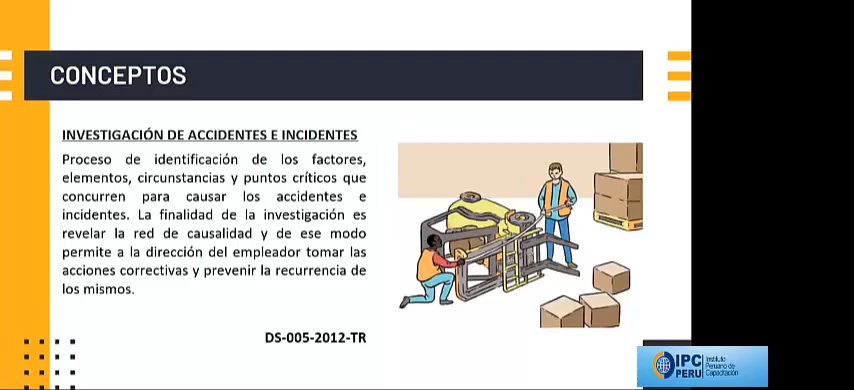 CONCEPTOS
INVESTIGACIÓN DE ACCIDENTES E INCIDENTES
Proceso de identificación de los factores,
elementos, circunstancias y puntos críticos que
concurren para causar los accidentes e
incidentes. La finalidad de la investigación es
revelar la red de causalidad y de ese modo
permite a la dirección del empleador tomar las
acciones correctivas y prevenir la recurrencia de
los mismos.
DS-005-2012-TR
IPC
PERU
Instituto
Peruano de
Capacitación